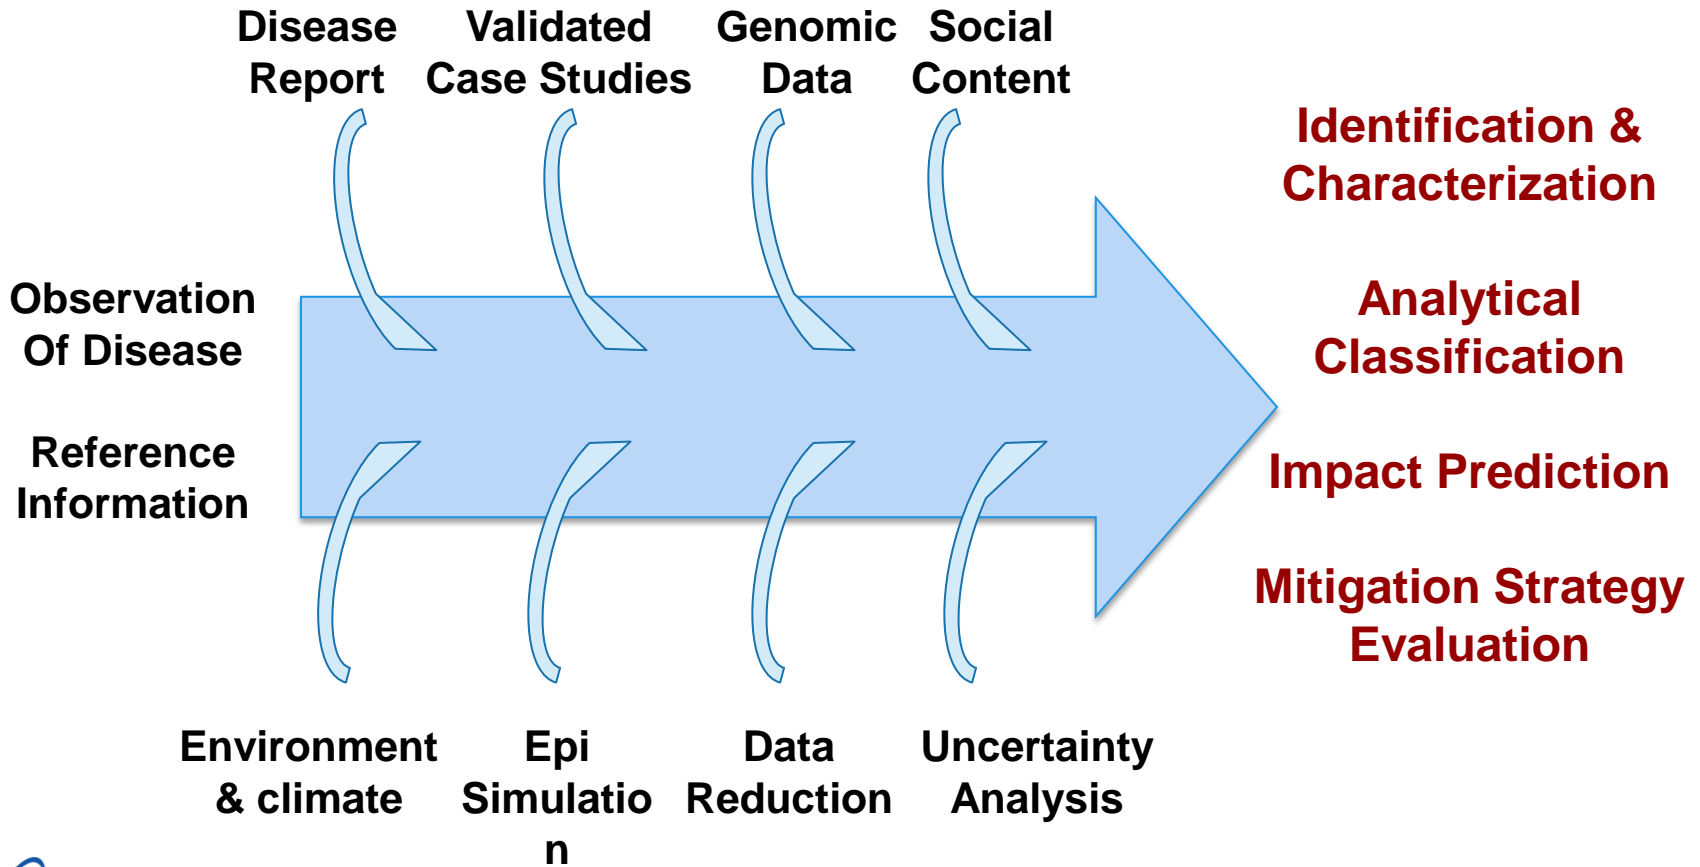 Disease
Report
Validated
Case Studies
Genomic
Data
Social
Content
Observation
Of Disease
Reference
Information
Identification &
Characterization
Analytical
Classification
Impact Prediction
Mitigation Strategy
Evaluation
Environment
& climate
Epi
Simulatio
n
Data
Reduction
Uncertainty
Analysis